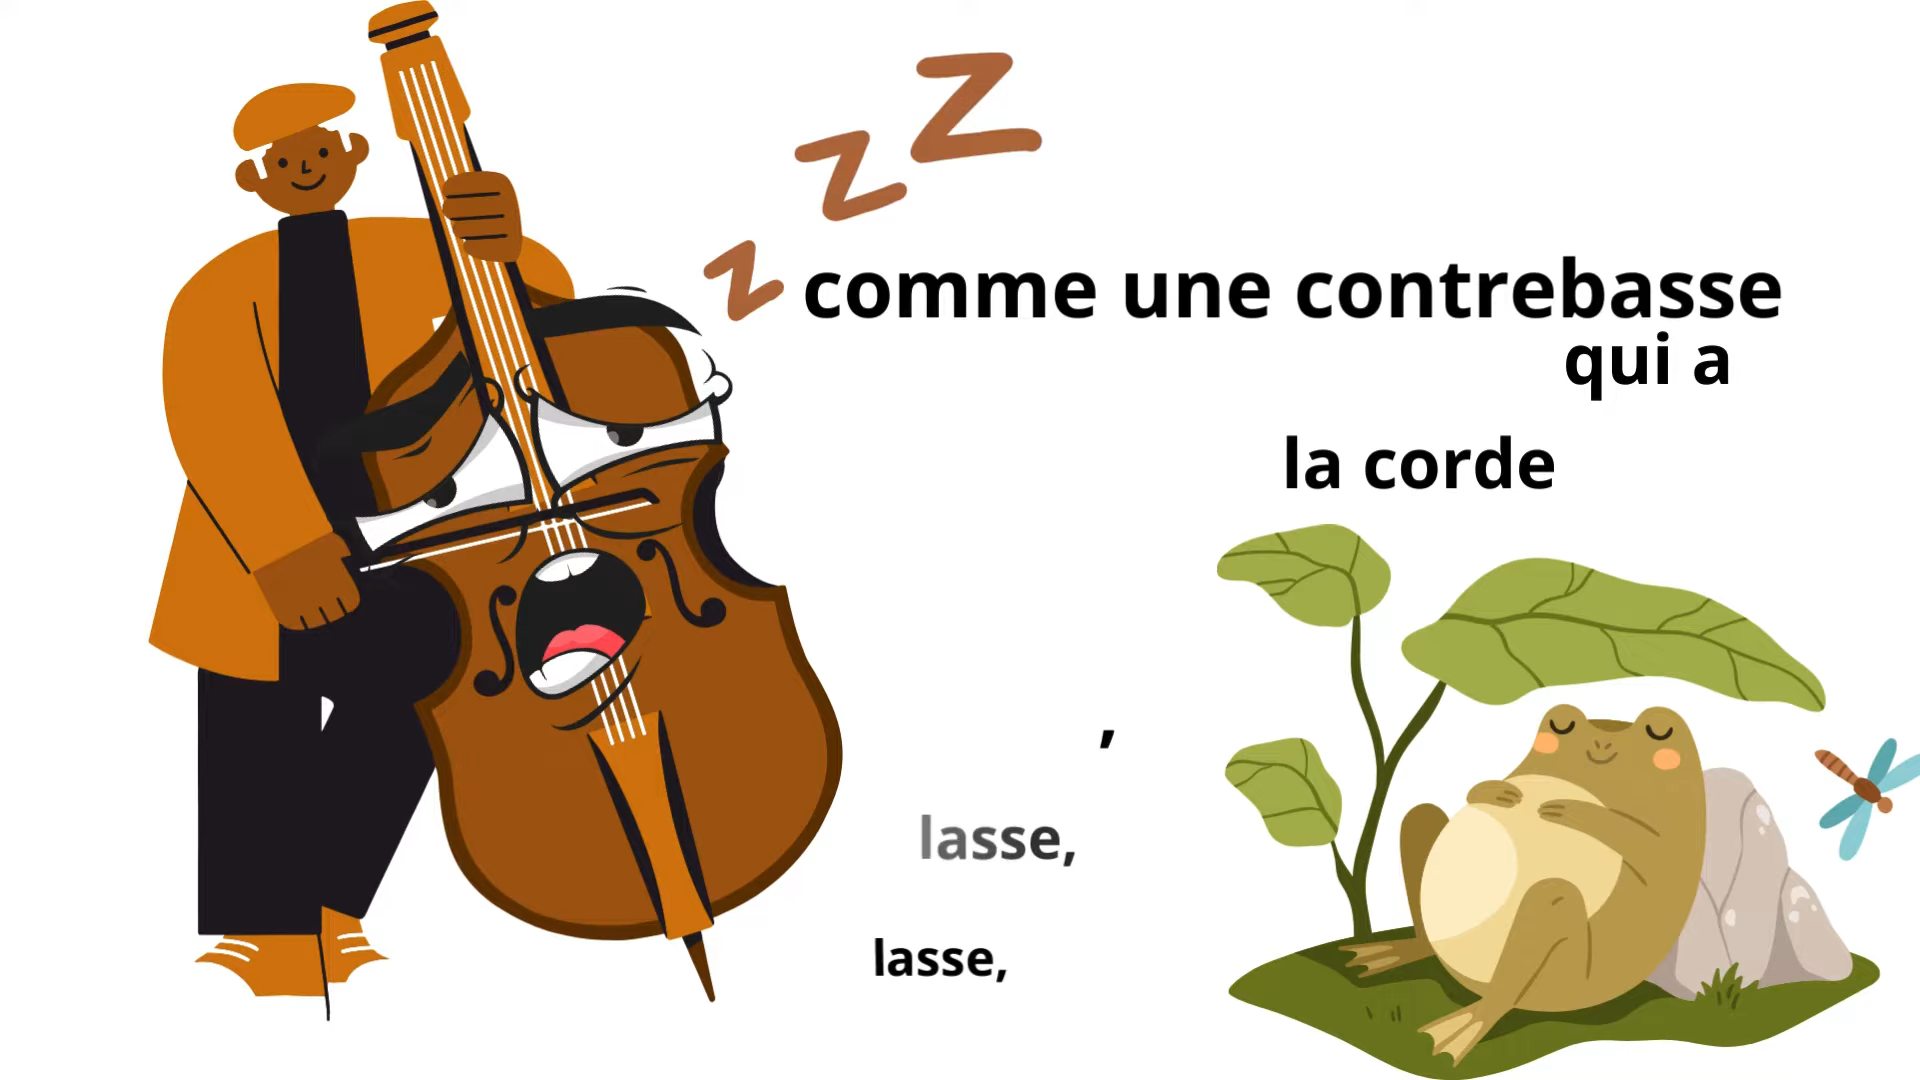 z z z
comme une contrebasse
qui a
la corde
,
lasse,
lasse,